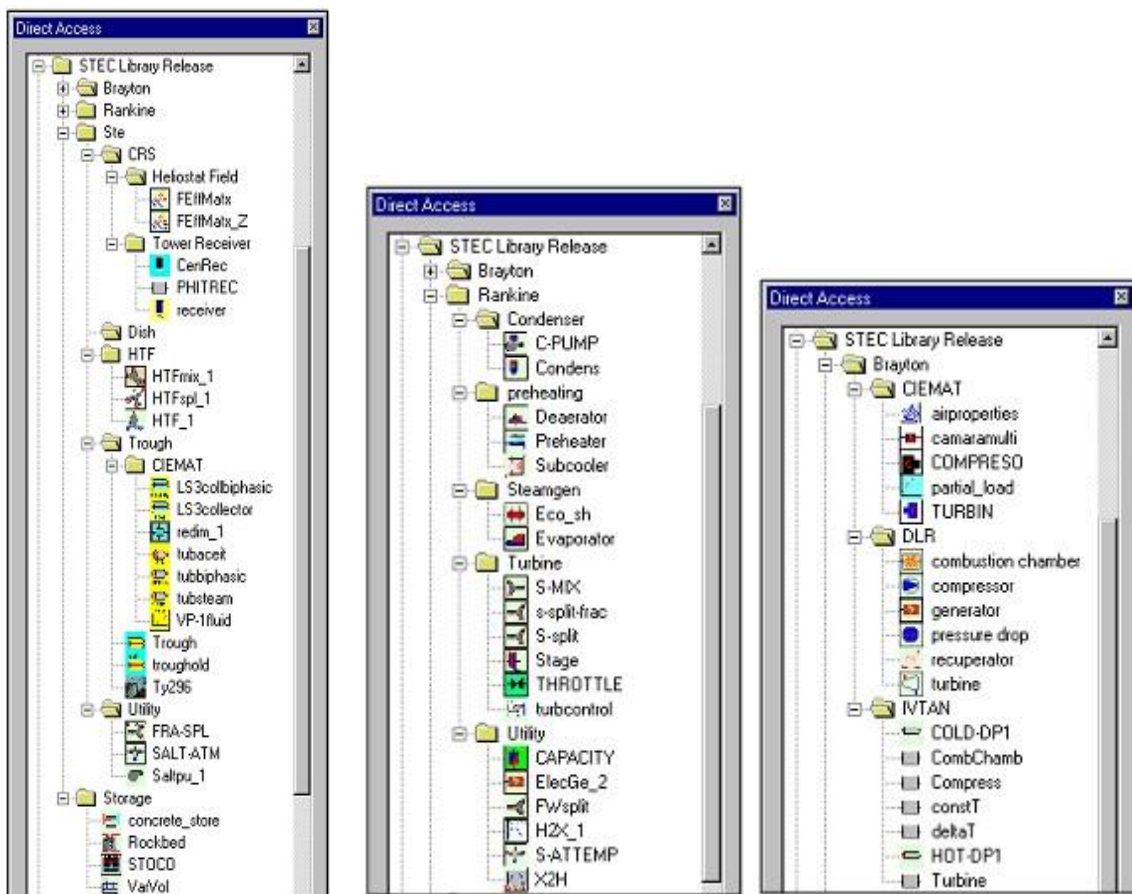 Direct Access
STEC Library Release
Brayton
Rankine
Ste
CRS
Heliostat Field
FEffMatx
FEffMatx_Z
Tower Receiver
CenRec
PHITREC
receiver
Dish
HTF
HTFmix_1
HTFspl_1
HTF_1
Trough
CIEMAT
LS3collbiphasic
LS3collector
redim_1
tubaceit
tubbiphasic
tubsteam
VP-1fluid
Trough
troughold
Ty296
Utility
FRA-SPL
SALT-ATM
Saltpu_1
Storage
concrete_store
Rockbed
STOCO
VarVol
Direct Access
STEC Library Release
Brayton
Rankine
Condenser
C-PUMP
Condens
preheating
Deaerator
Preheater
Subcooler
Steamgen
Eco_sh
Evaporator
Turbine
S-MIX
s-split-frac
S-split
Stage
THROTTLE
turbcontrol
Utility
CAPACITY
ElecGe_2
FWsplit
H2X_1
S-ATTEMP
X2H
Direct Access
STEC Library Release
Brayton
CIEMAT
airproperties
camaramulti
COMPRESO
partial_load
TURBIN
DLR
combustion chamber
compressor
generator
pressure drop
recuperator
turbine
IVTAN
COLD-DP1
CombChamb
Compress
constT
deltaT
HOT-DP1
Turbine